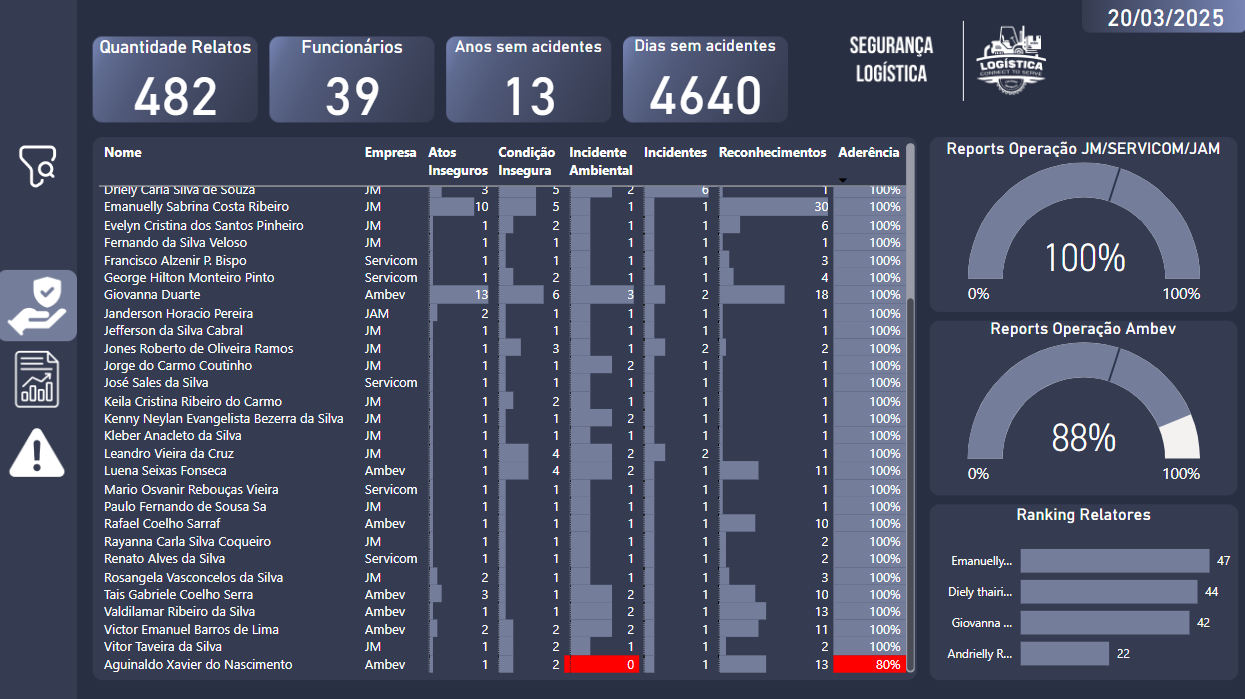 20/03/2025
Quantidade Relatos
482
Funcionários
39
Anos sem acidentes
13
Dias sem acidentes
4640
SEGURANÇA
LOGÍSTICA
LOGÍSTICA
CONNECT TO SERVE
Nome Empresa Atos Inseguros Condição Insegura Incidente Ambiental Incidentes Reconhecimentos Aderência
Driely Carla Silva de Souza JM 3 5 2 6 1 100%
Emanuelly Sabrina Costa Ribeiro JM 10 5 1 1 30 100%
Evelyn Cristina dos Santos Pinheiro JM 1 2 1 1 6 100%
Fernando da Silva Veloso JM 1 1 1 1 1 100%
Francisco Alzenir P. Bispo Servicom 1 1 1 1 3 100%
George Hilton Monteiro Pinto Servicom 1 2 1 1 4 100%
Giovanna Duarte Ambev 13 6 3 2 18 100%
Janderson Horacio Pereira JAM 2 1 1 1 1 100%
Jefferson da Silva Cabral JM 1 1 1 1 1 100%
Jones Roberto de Oliveira Ramos JM 1 3 1 2 2 100%
Jorge do Carmo Coutinho JM 1 1 2 1 1 100%
José Sales da Silva Servicom 1 1 1 1 1 100%
Keila Cristina Ribeiro do Carmo JM 1 2 1 1 1 100%
Kenny Neylan Evangelista Bezerra da Silva JM 1 1 2 1 1 100%
Kleber Anacleto da Silva JM 1 1 1 1 1 100%
Leandro Vieira da Cruz JM 1 4 2 2 1 100%
Luena Seixas Fonseca Ambev 1 4 2 1 11 100%
Mario Osvanir Rebouças Vieira Servicom 1 1 1 1 1 100%
Paulo Fernando de Sousa Sa JM 1 1 1 1 1 100%
Rafael Coelho Sarraf Ambev 1 1 1 1 10 100%
Rayanna Carla Silva Coqueiro JM 1 1 1 1 2 100%
Renato Alves da Silva Servicom 1 1 1 1 2 100%
Rosangela Vasconcelos da Silva JM 2 1 1 1 3 100%
Tais Gabriele Coelho Serra Ambev 3 1 2 1 10 100%
Valdilamar Ribeiro da Silva Ambev 1 1 2 1 13 100%
Victor Emanuel Barros de Lima Ambev 2 2 2 1 11 100%
Vitor Taveira da Silva JM 1 2 1 1 2 100%
Aguinaldo Xavier do Nascimento Ambev 1 2 0 1 13 80%
Reports Operação JM/SERVICOM/JAM
100%
0% 100%
Reports Operação Ambev
88%
0% 100%
Ranking Relatores
Emanuelly... 47
Diely thairi... 44
Giovanna ... 42
Andrielly R... 22